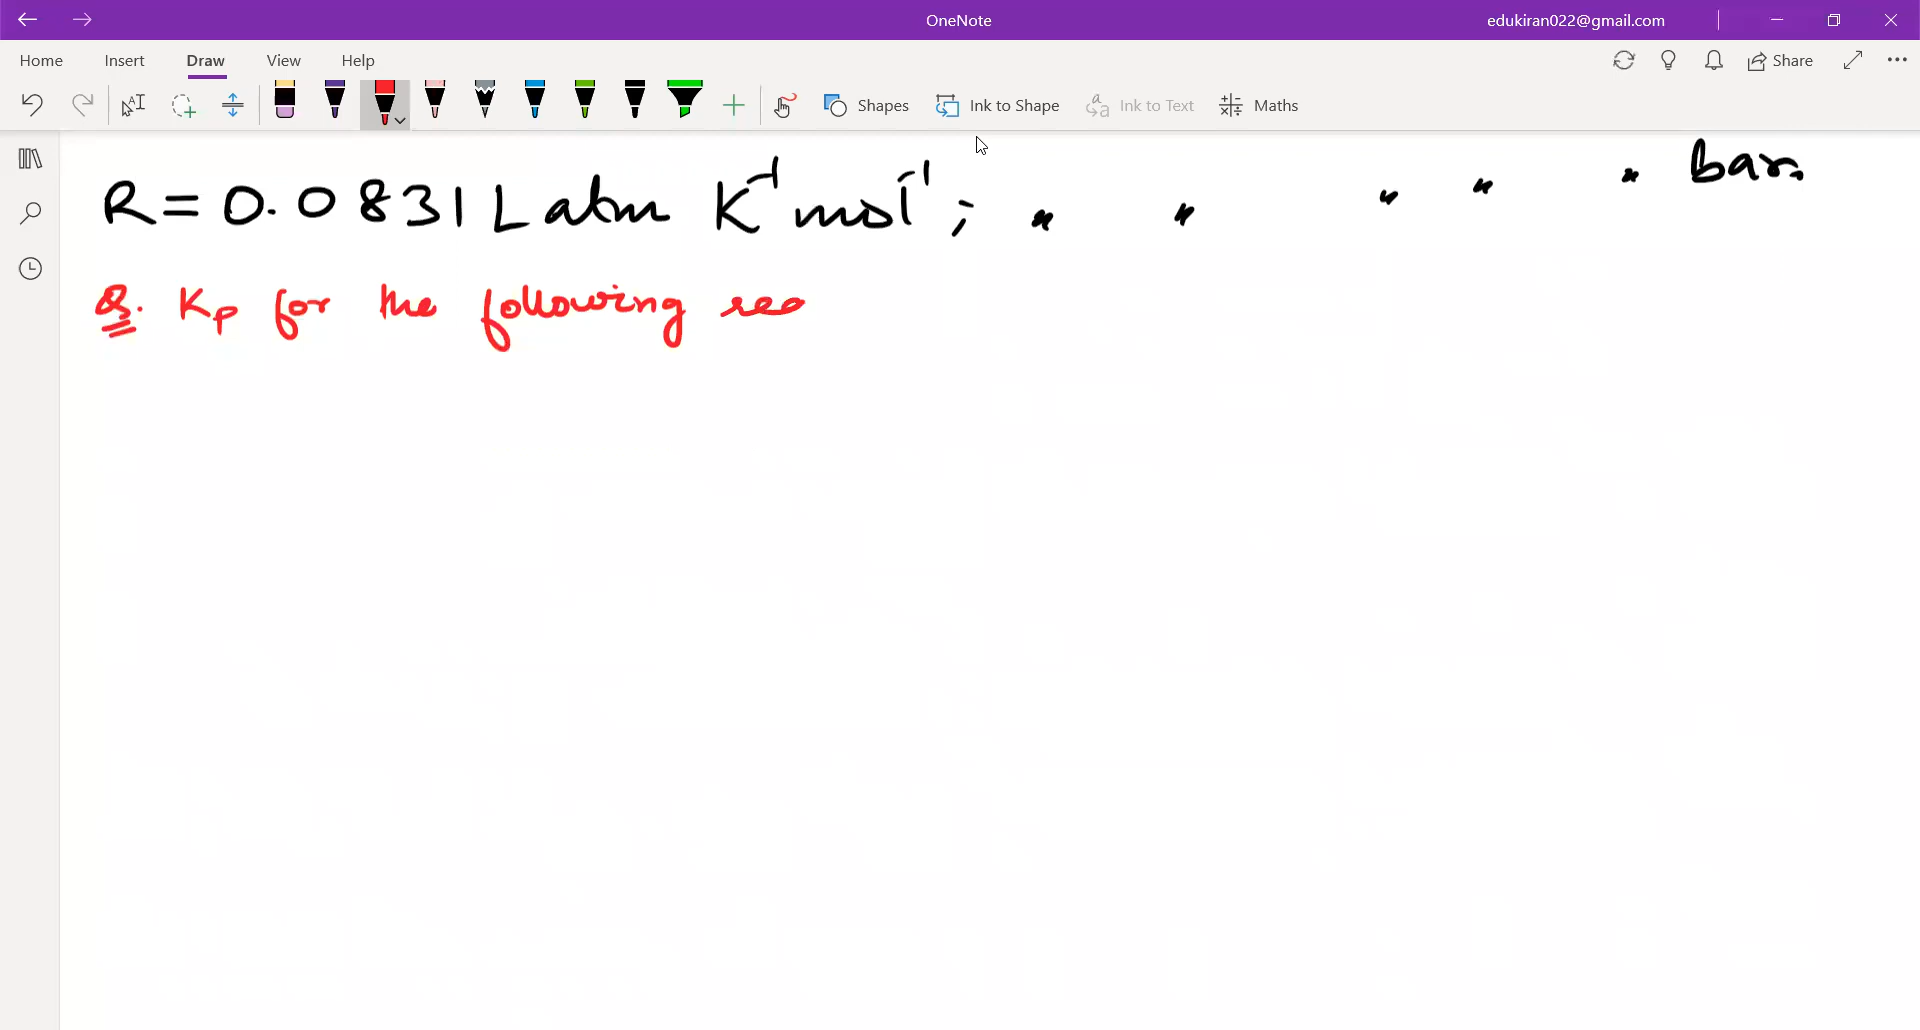 OneNote
edukiran022@gmail.com
Home Insert Draw View Help
Share
Shapes Ink to Shape Ink to Text Maths
R = 0.0831 L atm K⁻¹ mol⁻¹ ; " " " " " bar.
Q. Kp for the following rea